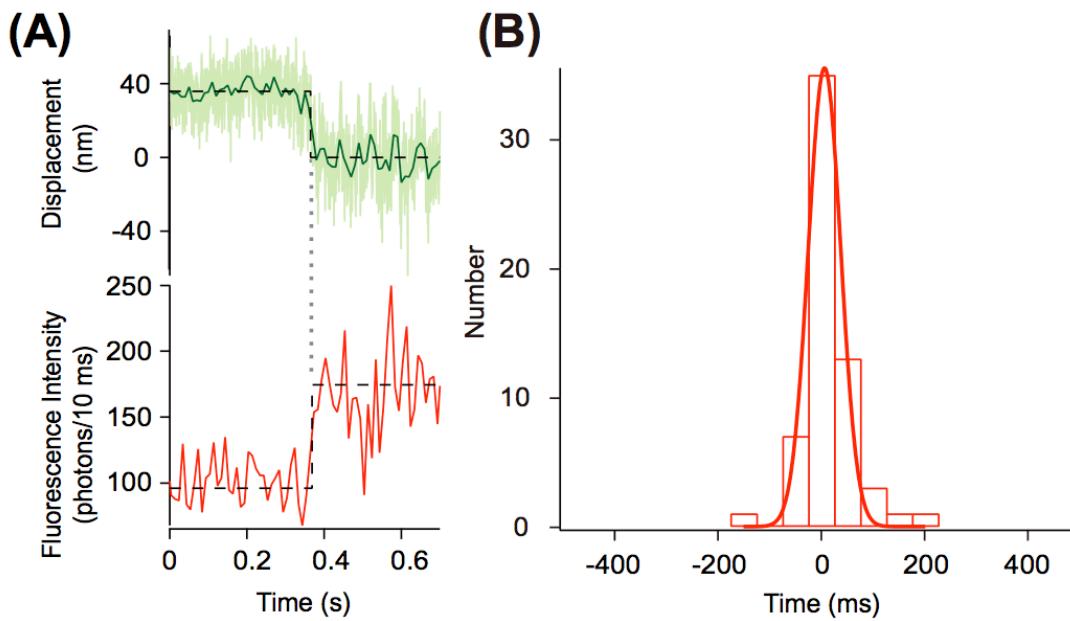 (A)
Displacement
(nm)
40
0
-40
Fluorescence Intensity
(photons/10 ms)
250
200
150
100
0
0.2
0.4
0.6
Time (s)
(B)
Number
30
20
10
0
-400
-200
0
200
400
Time (ms)